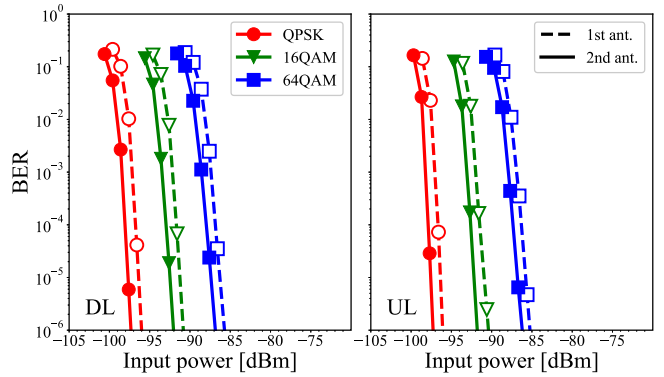 BER
10⁰
10⁻¹
10⁻²
10⁻³
10⁻⁴
10⁻⁵
10⁻⁶
QPSK
16QAM
64QAM
DL
−105 −100 −95 −90 −85 −80 −75
Input power [dBm]
1st ant.
2nd ant.
UL
−105 −100 −95 −90 −85 −80 −75
Input power [dBm]